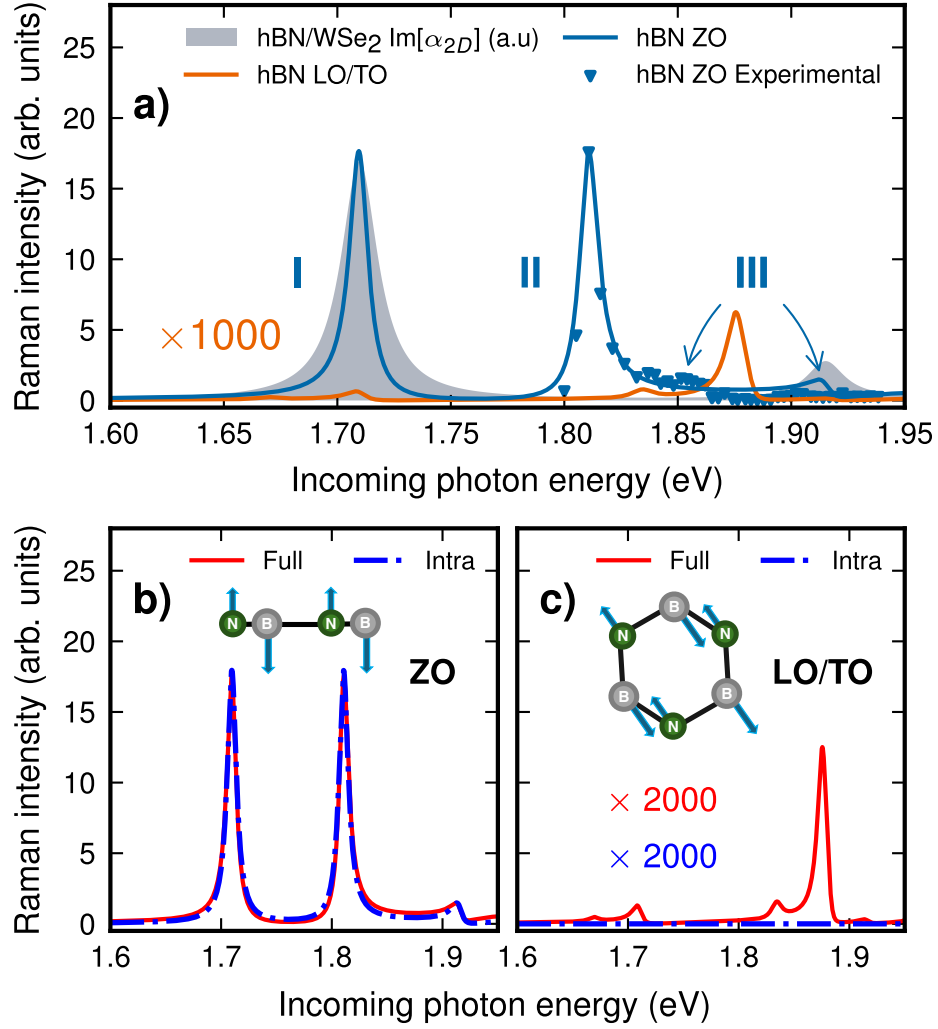 hBN/WSe2 Im[α2D] (a.u)
hBN ZO
hBN LO/TO
hBN ZO Experimental
a)
I
II
III
×1000
Raman intensity (arb. units)
25
20
15
10
5
0
1.60
1.65
1.70
1.75
1.80
1.85
1.90
1.95
Incoming photon energy (eV)
Full
Intra
b)
N
B
N
B
ZO
Raman intensity (arb. units)
25
20
15
10
5
0
1.6
1.7
1.8
1.9
Full
Intra
c)
B
N
N
B
B
N
LO/TO
× 2000
× 2000
1.6
1.7
1.8
1.9
Incoming photon energy (eV)